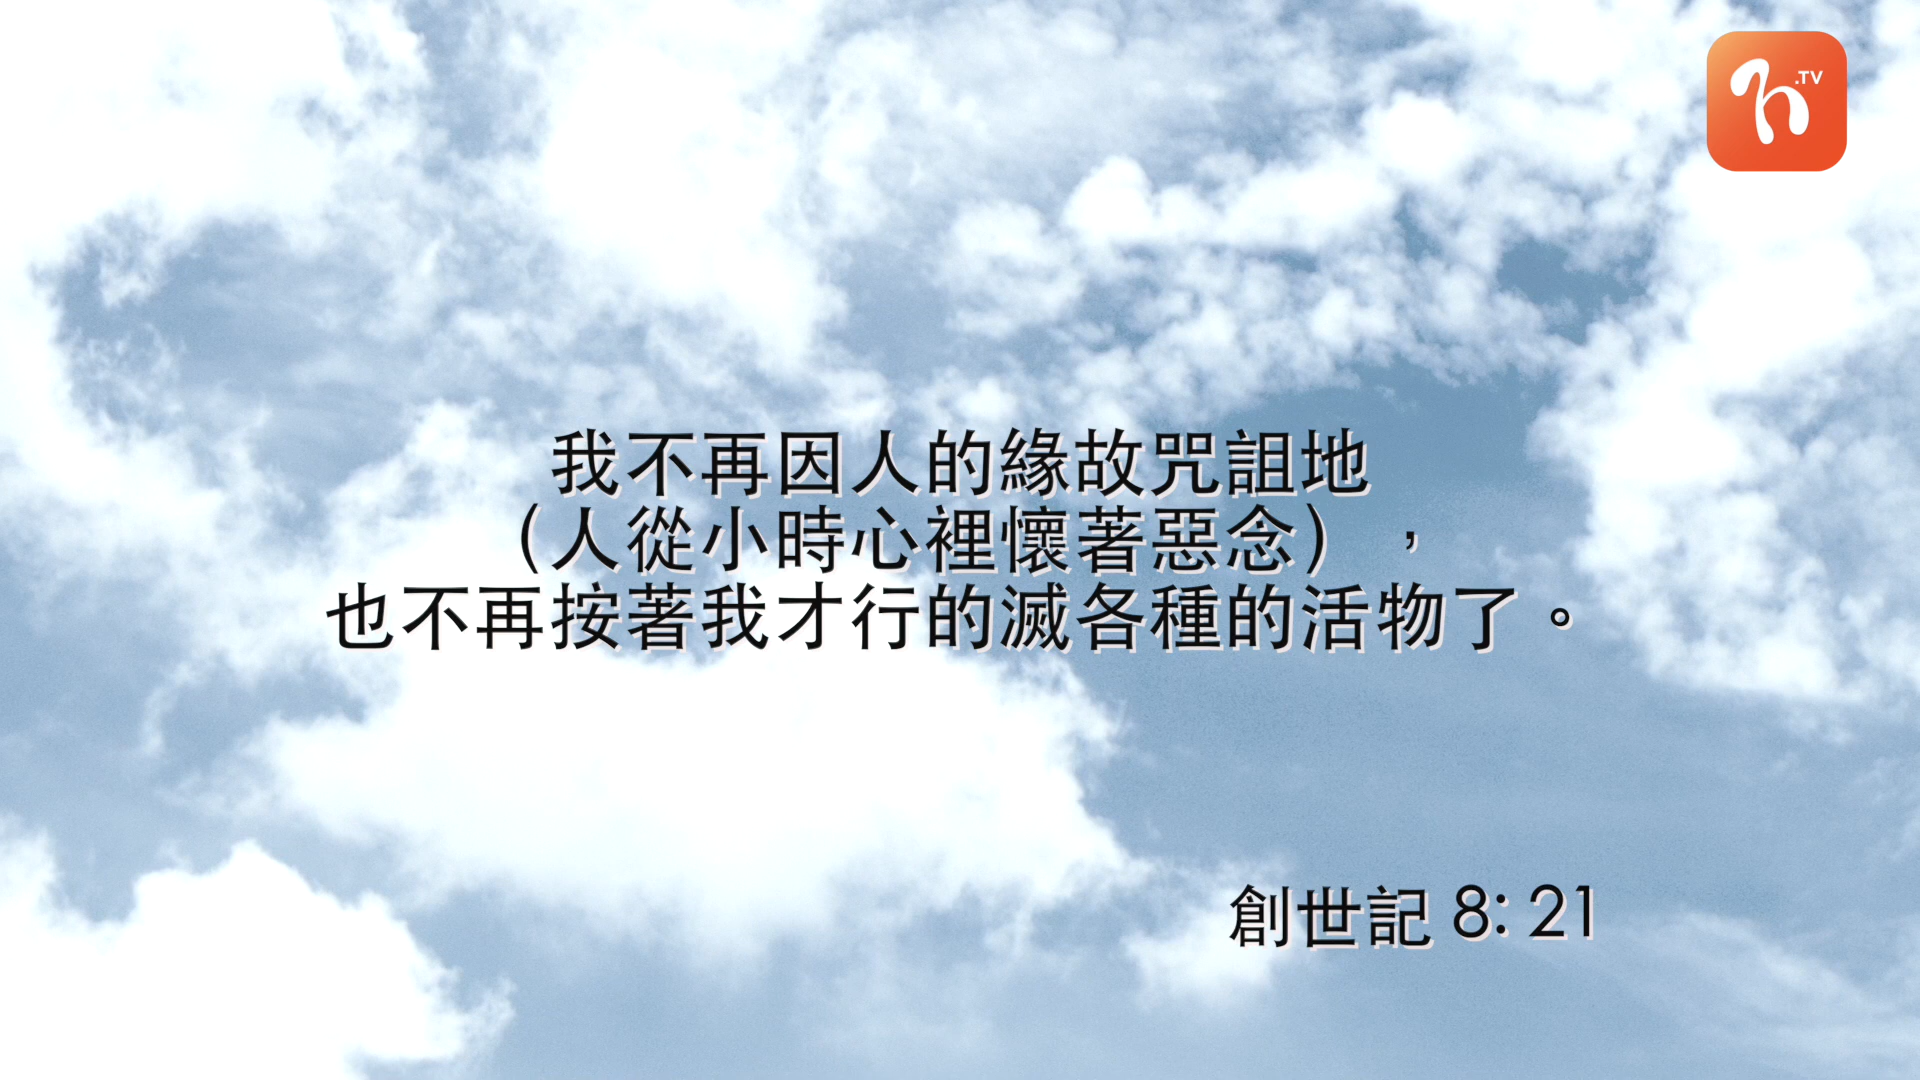 .TV
我不再因人的緣故咒詛地
（人從小時心裡懷著惡念），
也不再按著我才行的滅各種的活物了。
創世記 8: 21